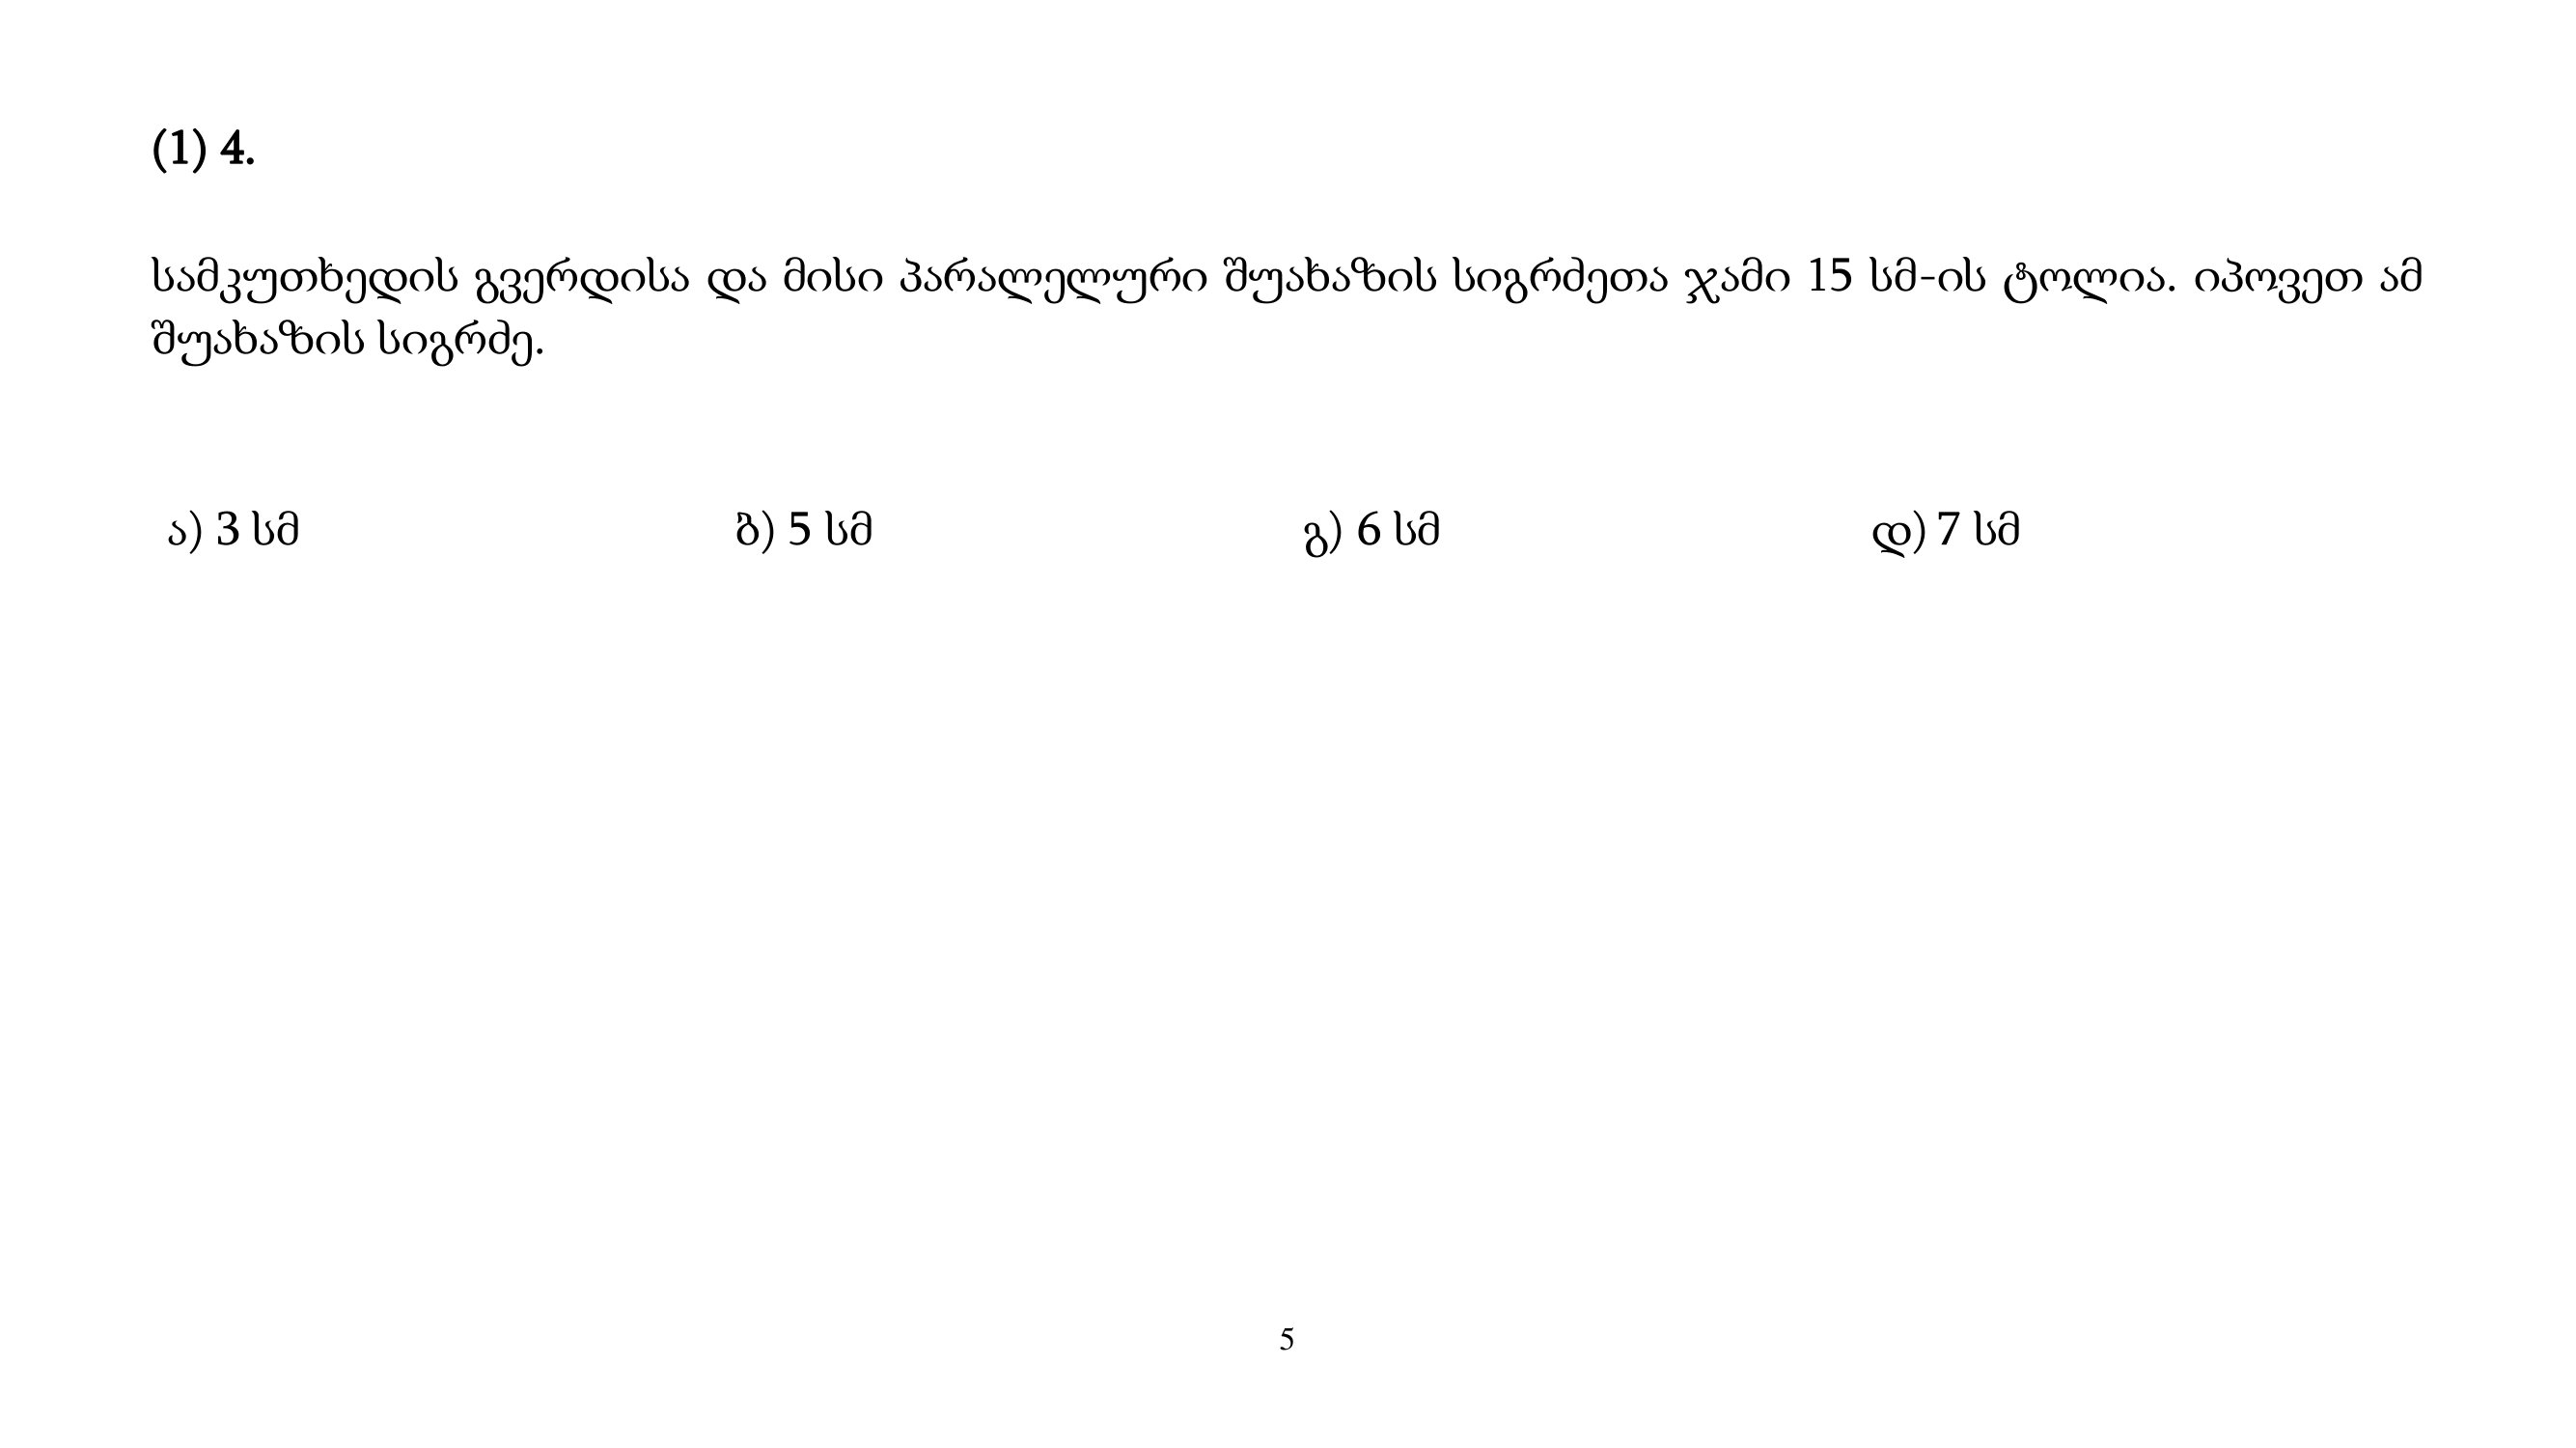 (1) 4.
სამკუთხედის გვერდისა და მისი პარალელური შუახაზის სიგრძეთა ჯამი 15 სმ-ის ტოლია. იპოვეთ ამ
შუახაზის სიგრძე.
ა) 3 სმ ბ) 5 სმ გ) 6 სმ დ) 7 სმ
5